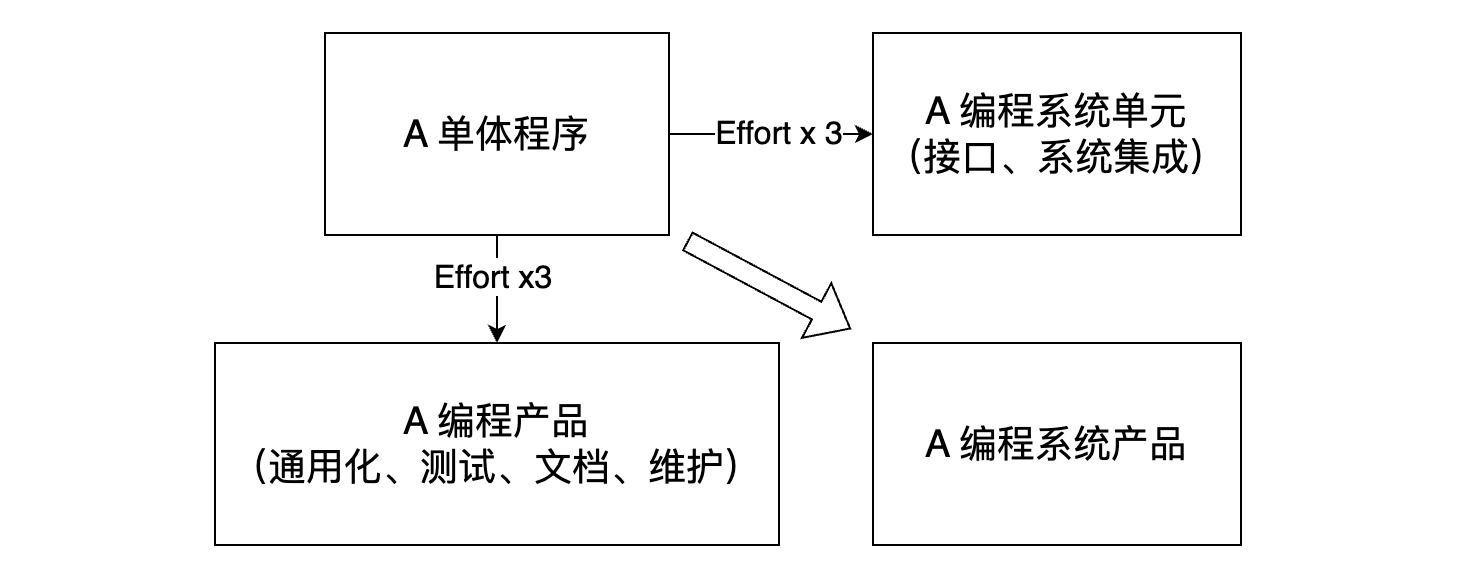 A 单体程序
Effort x 3
A 编程系统单元
（接口、系统集成）
Effort x3
A 编程产品
（通用化、测试、文档、维护）
A 编程系统产品